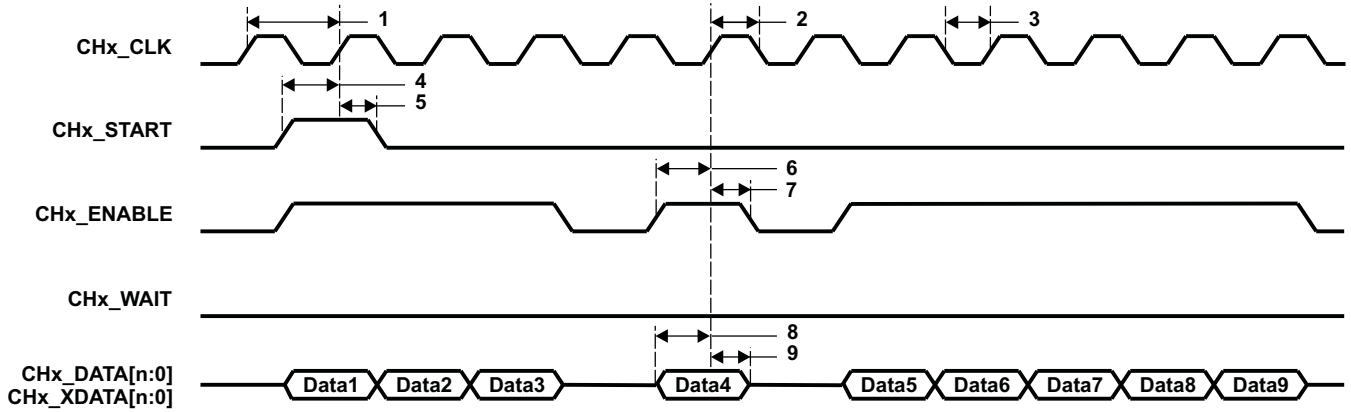 1 2 3
CHx_CLK
4
5
CHx_START
6
7
CHx_ENABLE
CHx_WAIT
8
9
CHx_DATA[n:0]
CHx_XDATA[n:0]
Data1 Data2 Data3 Data4 Data5 Data6 Data7 Data8 Data9